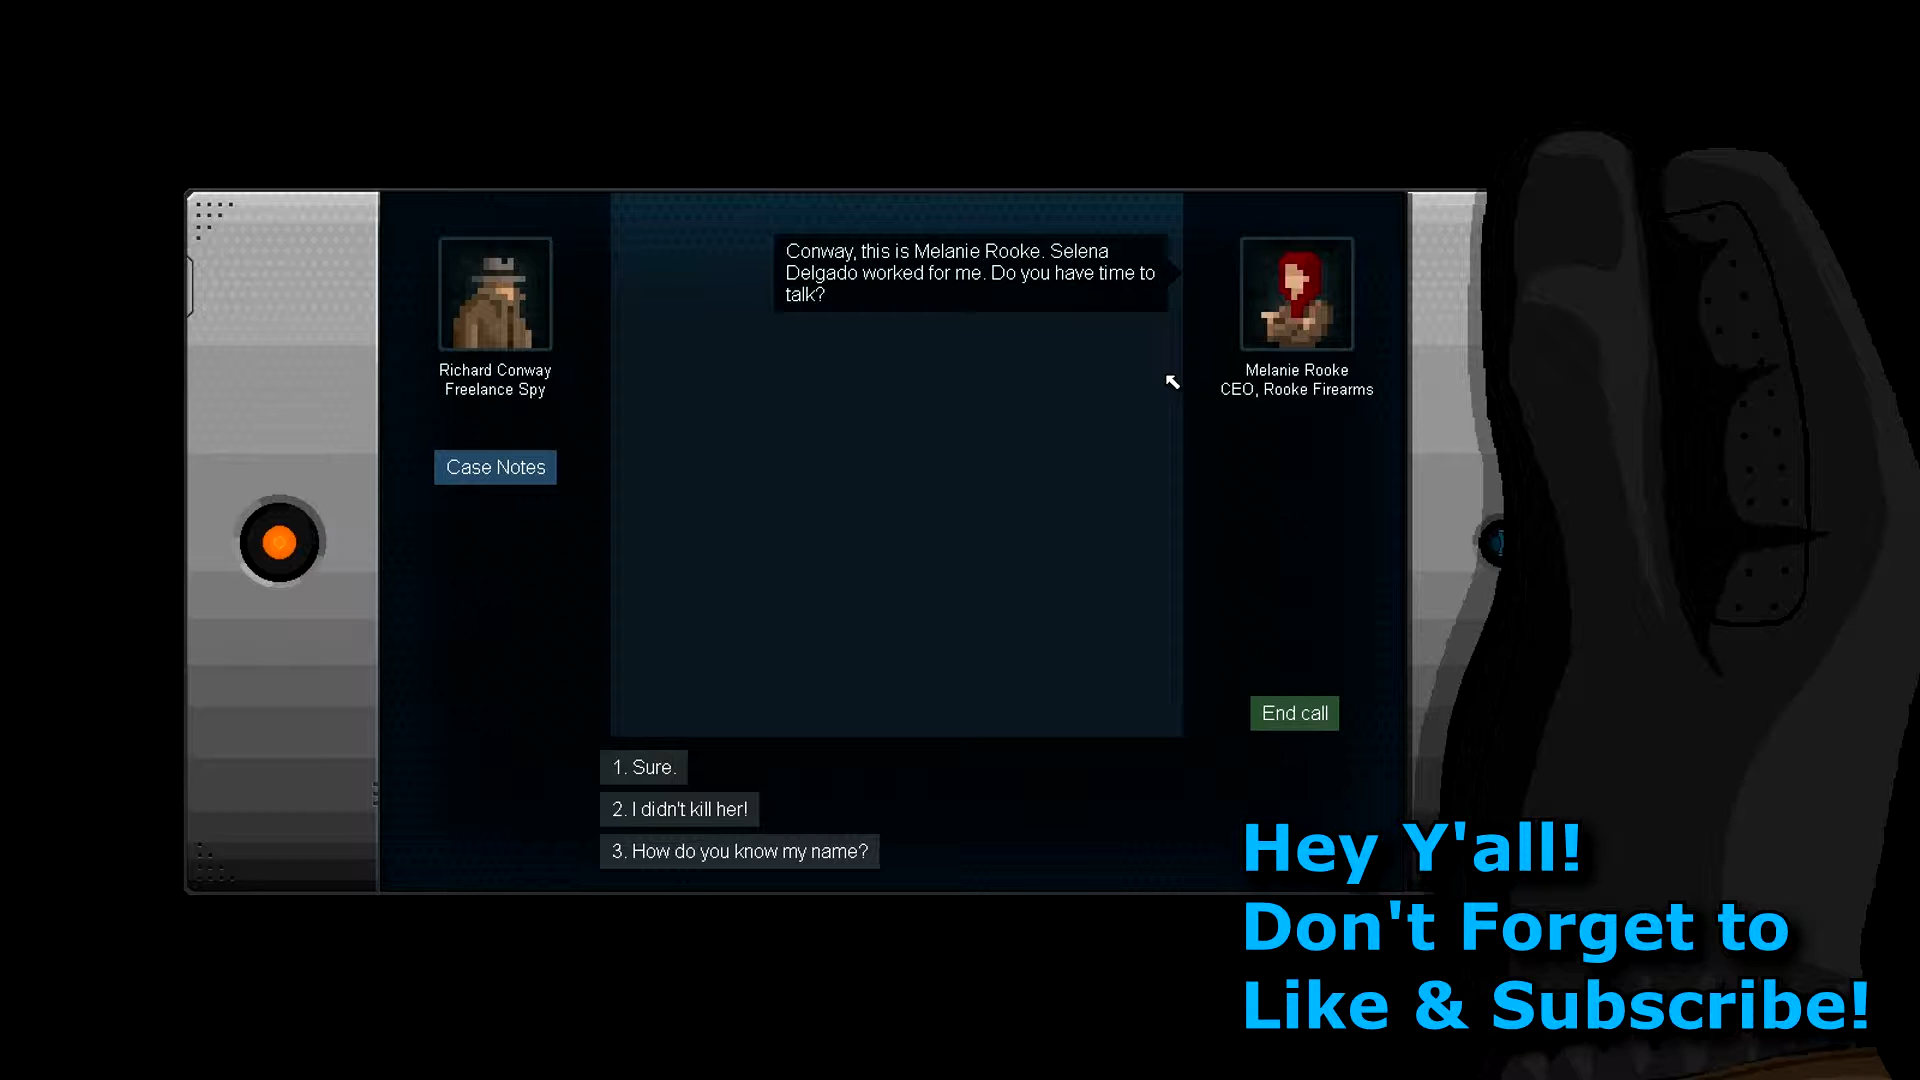 Conway, this is Melanie Rooke. Selena
Delgado worked for me. Do you have time to
talk?
Richard Conway
Freelance Spy
Melanie Rooke
CEO, Rooke Firearms
Case Notes
End call
1. Sure.
2. I didn't kill her!
3. How do you know my name?
Hey Y'all!
Don't Forget to
Like & Subscribe!